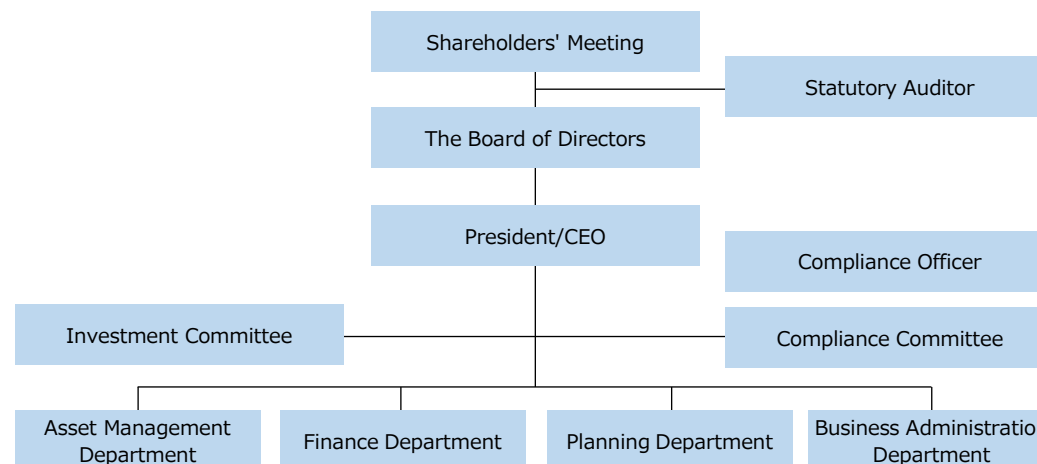 Shareholders' Meeting
Statutory Auditor
The Board of Directors
President/CEO
Compliance Officer
Investment Committee
Compliance Committee
Asset Management
Department
Finance Department
Planning Department
Business Administratio
Department